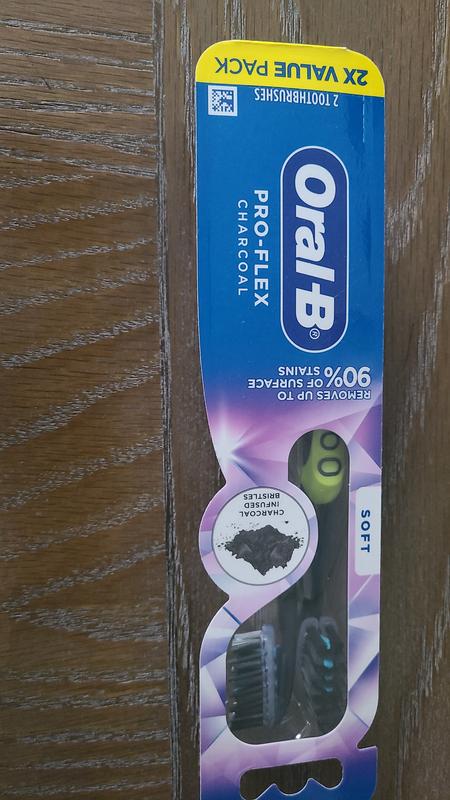 2X VALUE PACK
2 TOOTHBRUSHES
Oral-B®
PRO-FLEX
CHARCOAL
REMOVES UP TO
90% OF SURFACE
STAINS
CHARCOAL
INFUSED
BRISTLES
SOFT